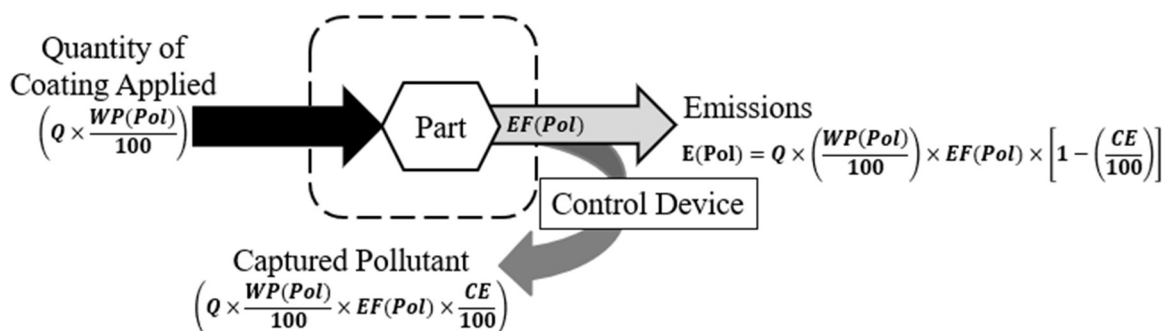 Quantity of
Coating Applied
(Q × WP(Pol)/100)
Part
EF(Pol)
Emissions
E(Pol) = Q × (WP(Pol)/100) × EF(Pol) × [1 − (CE/100)]
Control Device
Captured Pollutant
(Q × WP(Pol)/100 × EF(Pol) × CE/100)